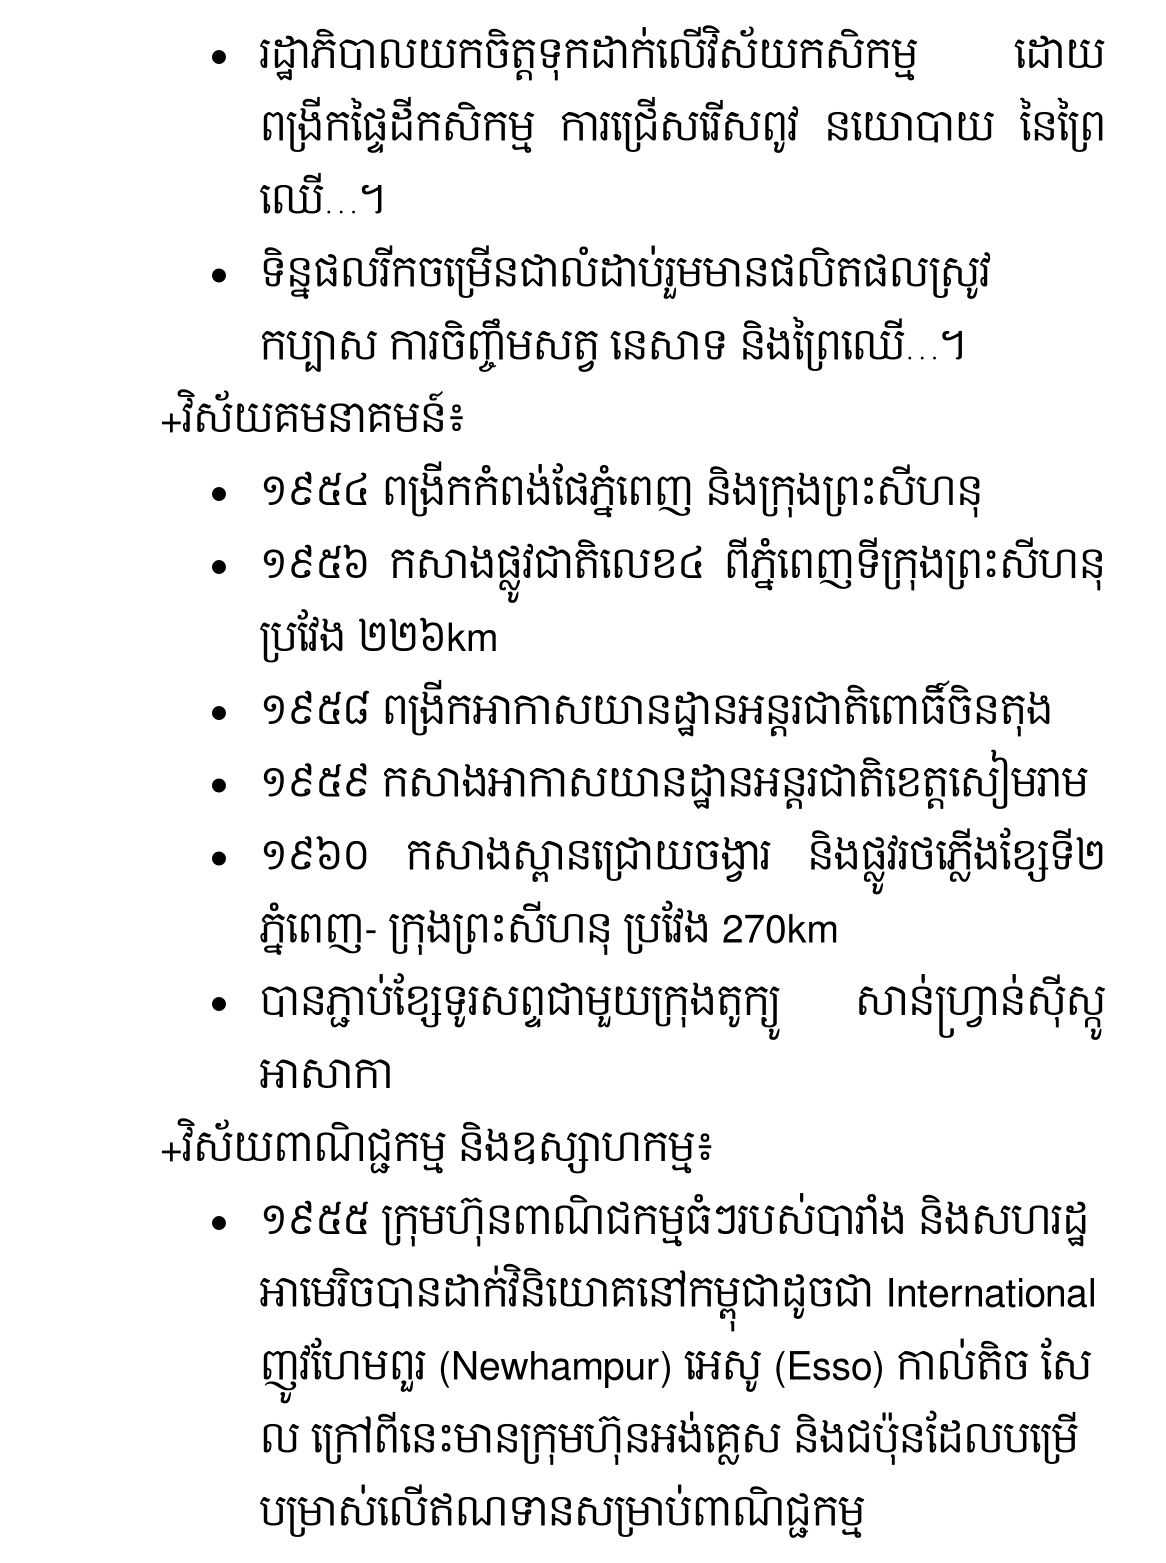 • រដ្ឋាភិបាលយកចិត្តទុកដាក់លើវិស័យកសិកម្ម ដោយ
ពង្រីកផ្ទៃដីកសិកម្ម ការជ្រើសរើសពូវ នយោបាយ នៃព្រៃ
ឈើ...។
• ទិន្នផលរីកចម្រើនជាលំដាប់រួមមានផលិតផលស្រូវ
កប្បាស ការចិញ្ចឹមសត្វ នេសាទ និងព្រៃឈើ...។
+វិស័យគមនាគមន៍៖
• ១៩៥៤ ពង្រីកកំពង់ផែភ្នំពេញ និងក្រុងព្រះសីហនុ
• ១៩៥៦ កសាងផ្លូវជាតិលេខ៤ ពីភ្នំពេញទីក្រុងព្រះសីហនុ
ប្រវែង ២២៦km
• ១៩៥៨ ពង្រីកអាកាសយានដ្ឋានអន្តរជាតិពោធិ៍ចិនតុង
• ១៩៥៩ កសាងអាកាសយានដ្ឋានអន្តរជាតិខេត្តសៀមរាម
• ១៩៦០ កសាងស្ពានជ្រោយចង្វារ និងផ្លូវរថភ្លើងខ្សែទី២
ភ្នំពេញ- ក្រុងព្រះសីហនុ ប្រវែង 270km
• បានភ្ជាប់ខ្សែទូរសព្ទជាមួយក្រុងតូក្យូ សាន់ហ្រ្វាន់ស៊ីស្កូ
អាសាកា
+វិស័យពាណិជ្ជកម្ម និងឧស្សាហកម្ម៖
• ១៩៥៥ ក្រុមហ៊ុនពាណិជកម្មធំៗរបស់បារាំង និងសហរដ្ឋ
អាមេរិចបានដាក់វិនិយោគនៅកម្ពុជាដូចជា International
ញូវហែមពួរ (Newhampur) អេសូ (Esso) កាល់តិច សែ
ល ក្រៅពីនេះមានក្រុមហ៊ុនអង់គ្លេស និងជប៉ុនដែលបម្រើ
បម្រាស់លើឥណទានសម្រាប់ពាណិជ្ជកម្ម